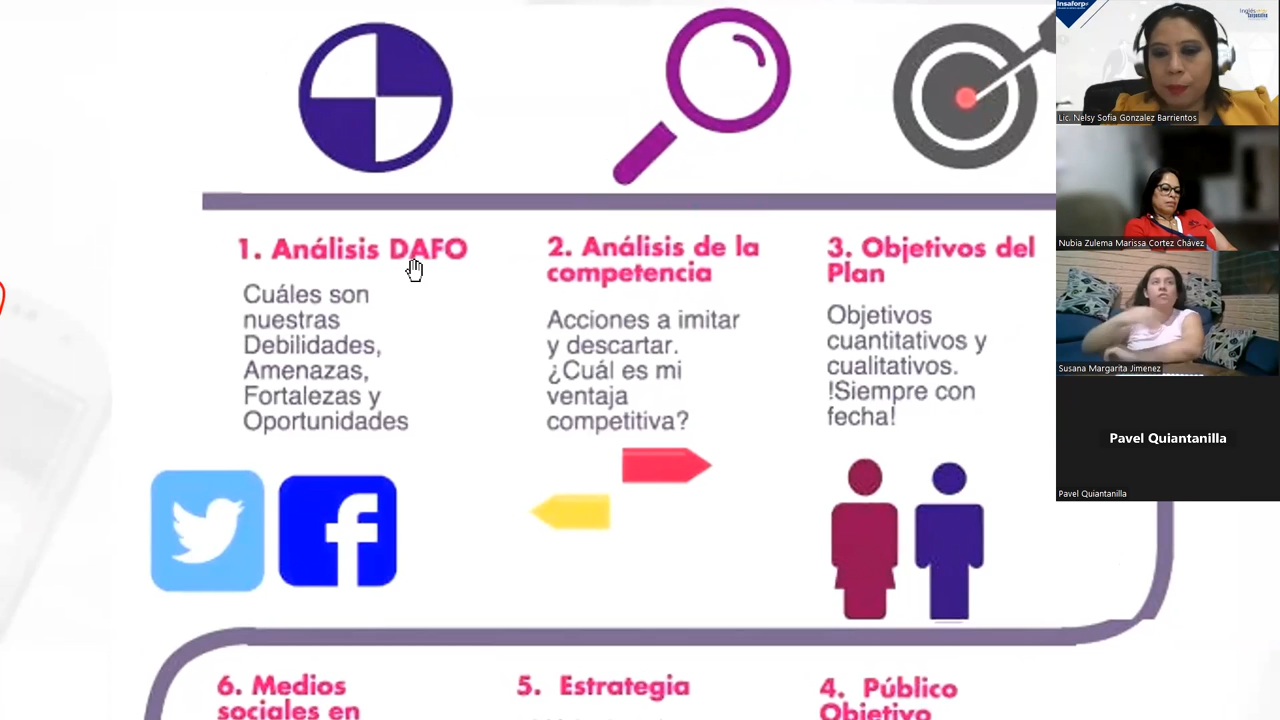 1. Análisis DAFO
Cuáles son
nuestras
Debilidades,
Amenazas,
Fortalezas y
Oportunidades
2. Análisis de la
competencia
Acciones a imitar
y descartar.
¿Cuál es mi
ventaja
competitiva?
3. Objetivos del
Plan
Objetivos
cuantitativos y
cualitativos.
!Siempre con
fecha!
6. Medios
sociales en
5. Estrategia
4. Público
Objetivo
Insaforp
Lic. Nelsy Sofia Gonzalez Barrientos
Nubia Zulema Marissa Cortez Chávez
Susana Margarita Jimenez
Pavel Quiantanilla
Pavel Quiantanilla